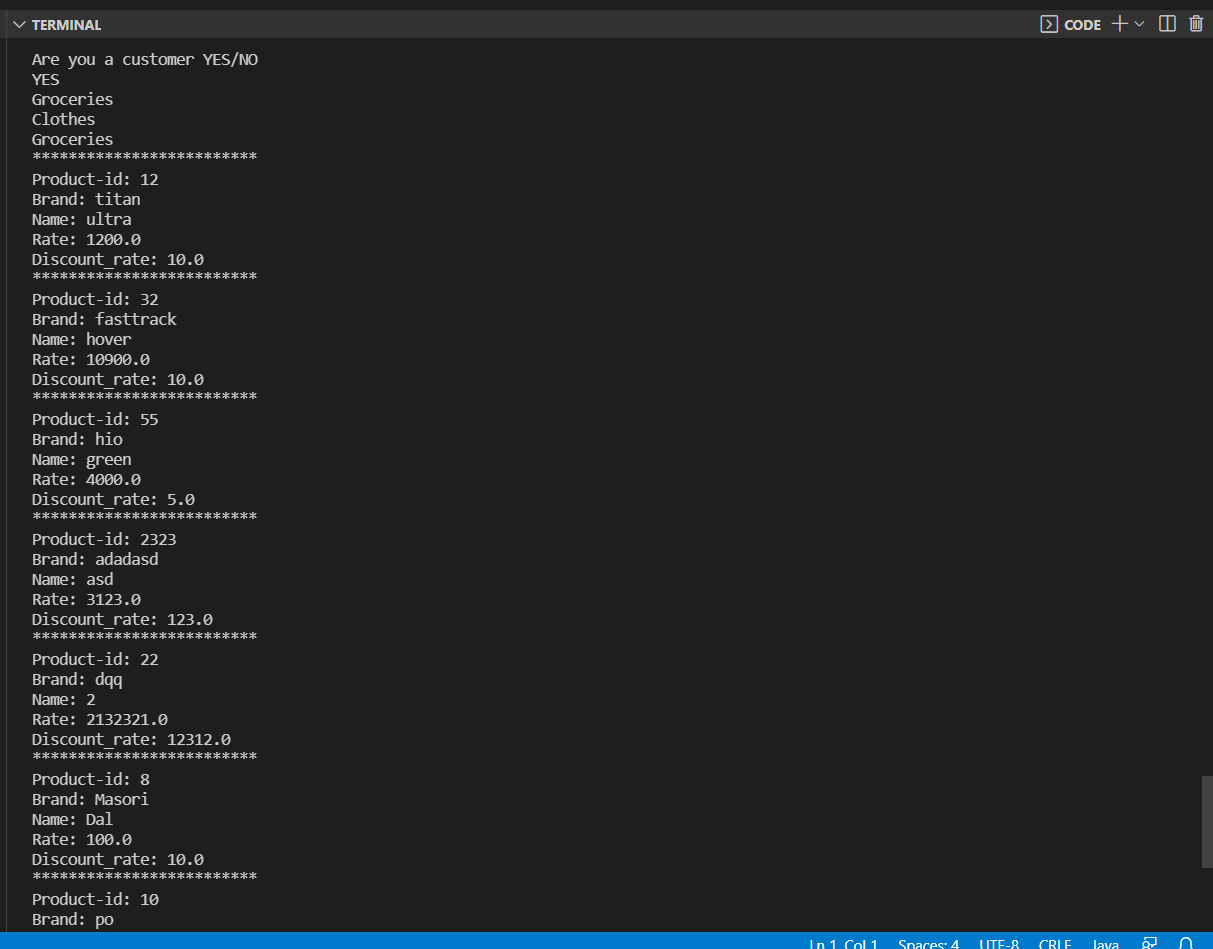 TERMINAL
CODE
Are you a customer YES/NO
YES
Groceries
Clothes
Groceries
*************************
Product-id: 12
Brand: titan
Name: ultra
Rate: 1200.0
Discount_rate: 10.0
*************************
Product-id: 32
Brand: fasttrack
Name: hover
Rate: 10900.0
Discount_rate: 10.0
*************************
Product-id: 55
Brand: hio
Name: green
Rate: 4000.0
Discount_rate: 5.0
*************************
Product-id: 2323
Brand: adadasd
Name: asd
Rate: 3123.0
Discount_rate: 123.0
*************************
Product-id: 22
Brand: dqq
Name: 2
Rate: 2132321.0
Discount_rate: 12312.0
*************************
Product-id: 8
Brand: Masori
Name: Dal
Rate: 100.0
Discount_rate: 10.0
*************************
Product-id: 10
Brand: po
Ln 1, Col 1 Spaces: 4 UTF-8 CRLF Java